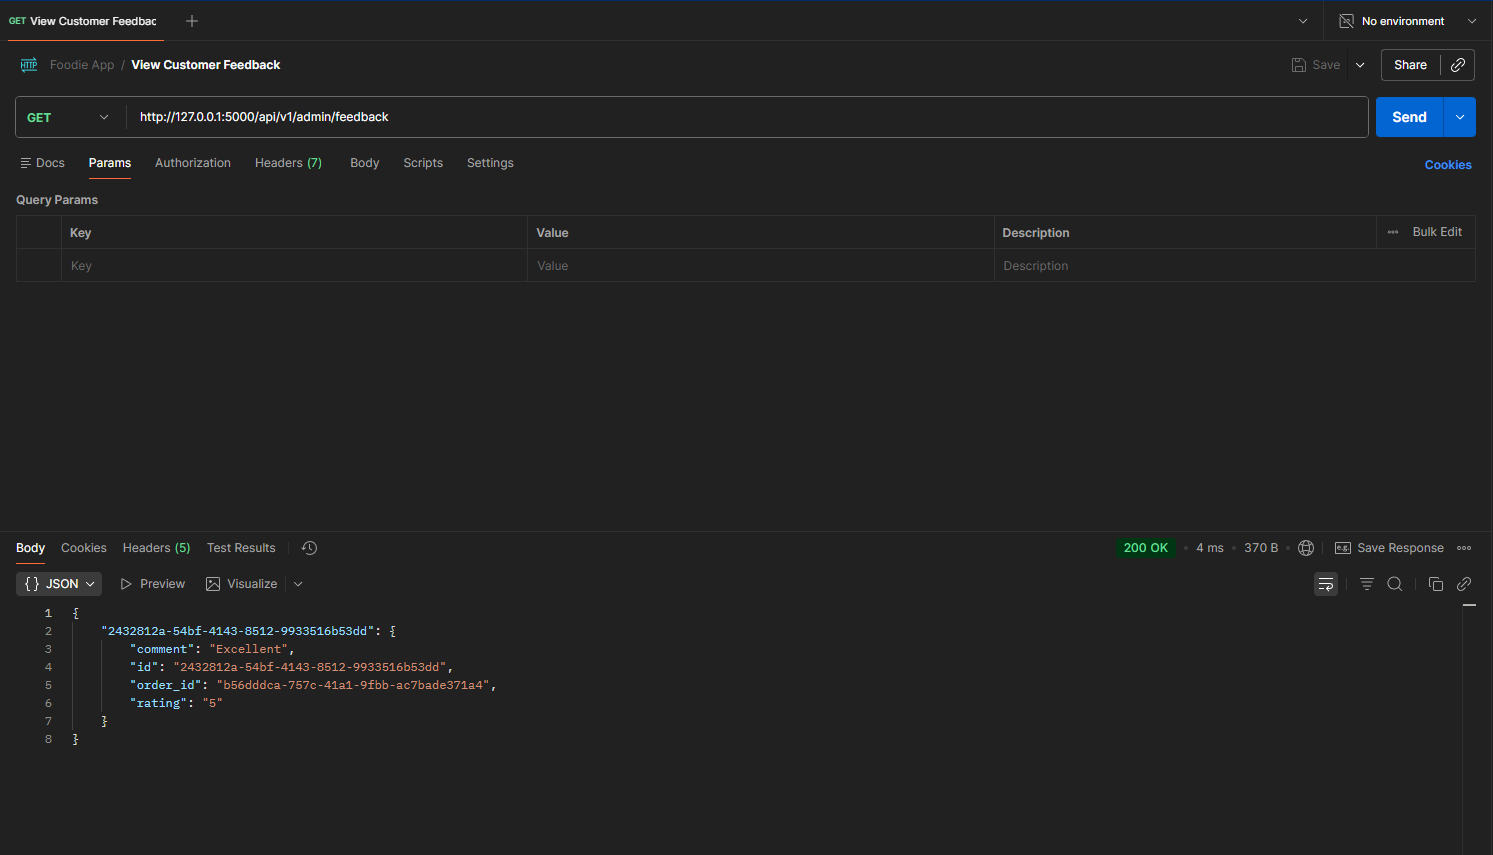 GET View Customer Feedbac
No environment
HTTP Foodie App / View Customer Feedback
Save
Share
GET
http://127.0.0.1:5000/api/v1/admin/feedback
Send
Docs Params Authorization Headers (7) Body Scripts Settings
Cookies
Query Params
Key Value Description Bulk Edit
Key Value Description
Body Cookies Headers (5) Test Results
200 OK • 4 ms • 370 B • e.g. Save Response
{} JSON Preview Visualize
1 {
2 "2432812a-54bf-4143-8512-9933516b53dd": {
3 "comment": "Excellent",
4 "id": "2432812a-54bf-4143-8512-9933516b53dd",
5 "order_id": "b56dddca-757c-41a1-9fbb-ac7bade371a4",
6 "rating": "5"
7 }
8 }